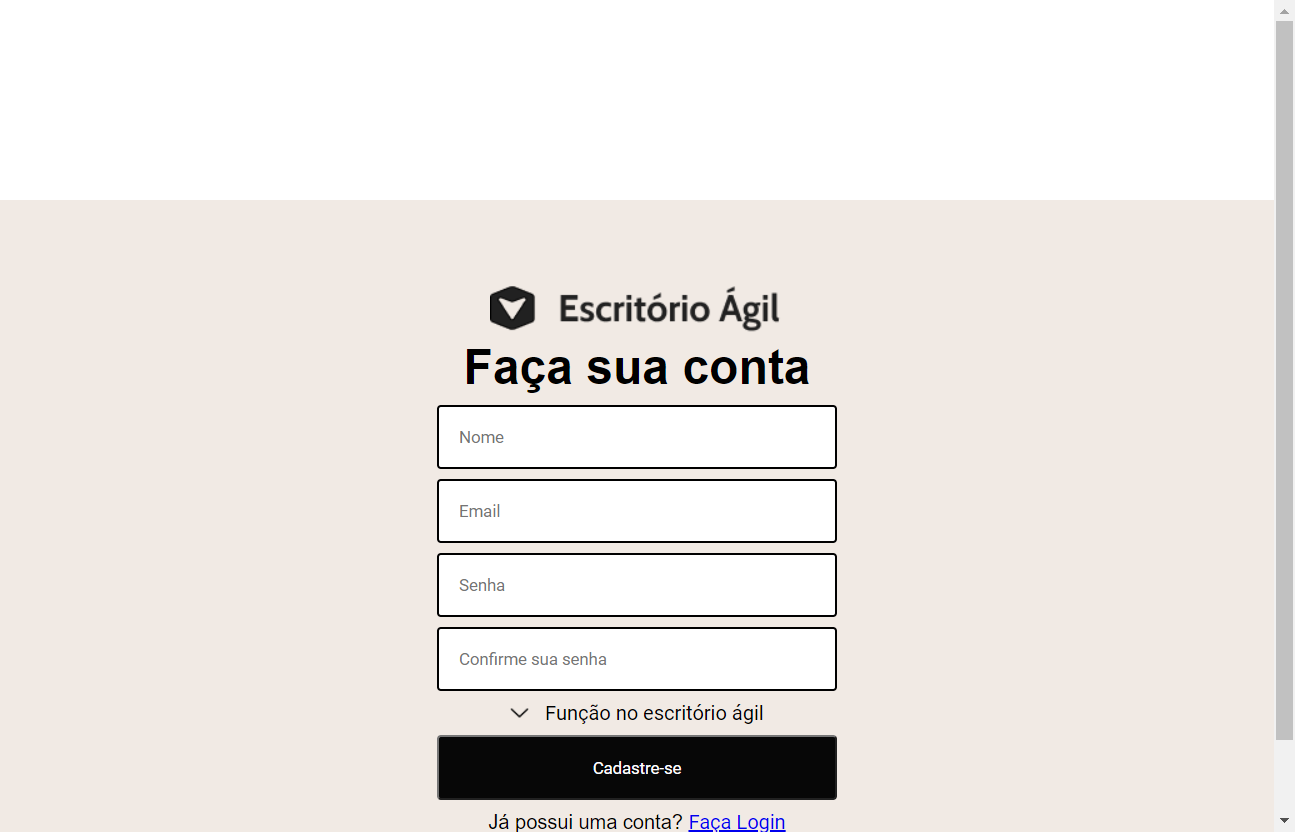 Escritório Ágil
Faça sua conta
Nome
Email
Senha
Confirme sua senha
Função no escritório ágil
Cadastre-se
Já possui uma conta? Faça Login